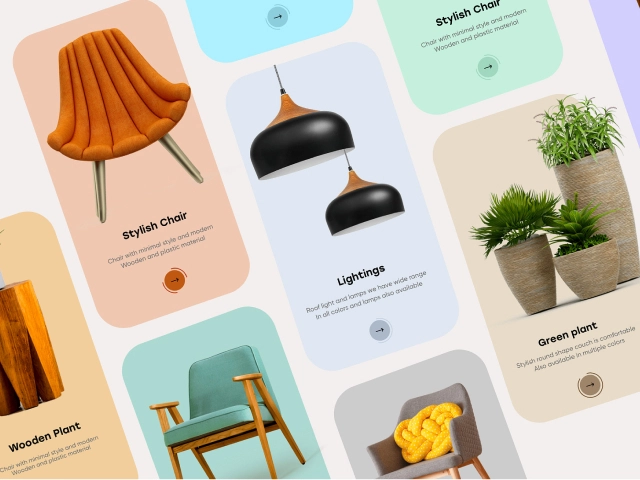 Stylish Chair
Chair with minimal style and modern
Wooden and plastic material
Stylish Chair
Chair with minimal style and modern
Wooden and plastic material
Lightings
Roof light and lamps we have wide range
In all colors and lamps also available
Green plant
Stylish round shape couch is comfortable
Also available in multiple colors
Wooden Plant
Chair with minimal style and modern
Wooden and plastic material